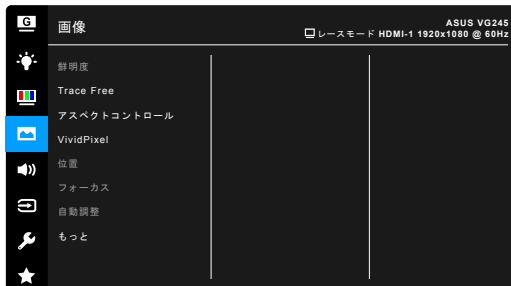 G
画像
ASUS VG245
レースモード HDMI-1 1920x1080 @ 60Hz
鮮明度
Trace Free
アスペクトコントロール
VividPixel
位置
フォーカス
自動調整
もっと